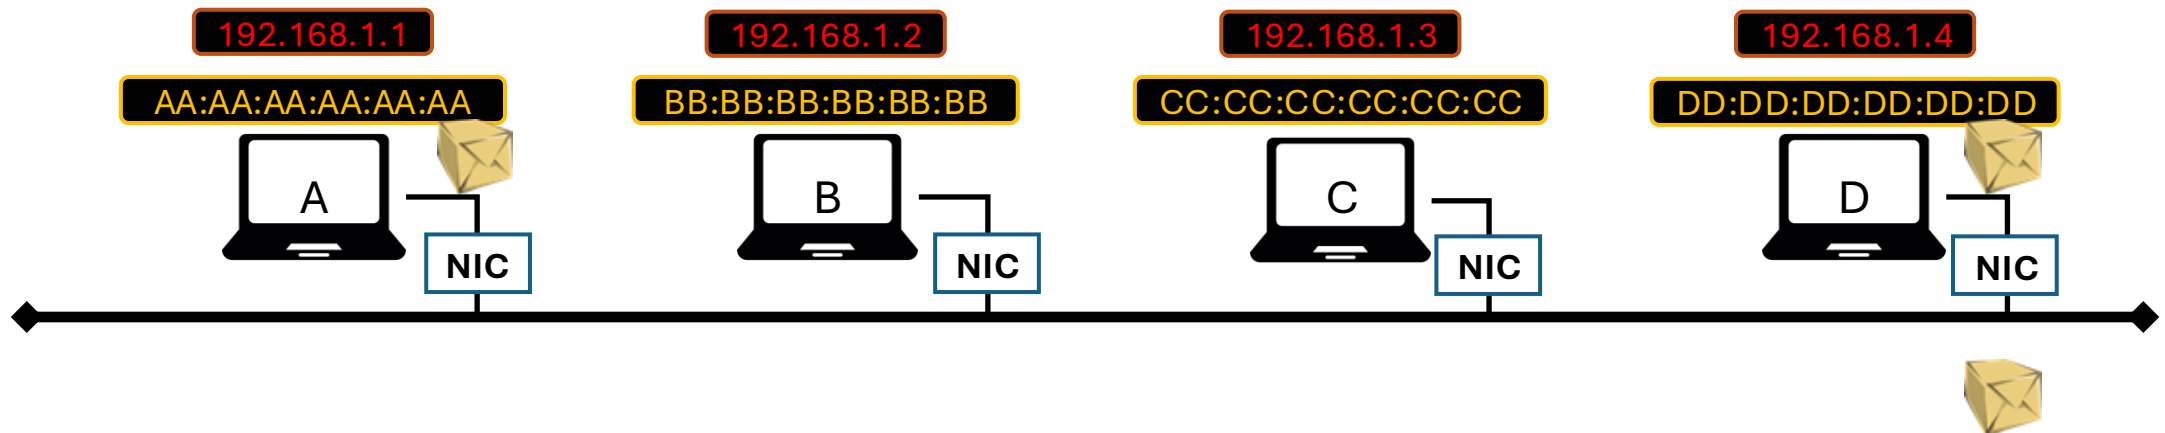 192.168.1.1
192.168.1.2
192.168.1.3
192.168.1.4
AA:AA:AA:AA:AA:AA
BB:BB:BB:BB:BB:BB
CC:CC:CC:CC:CC:CC
DD:DD:DD:DD:DD:DD
A
B
C
D
NIC
NIC
NIC
NIC